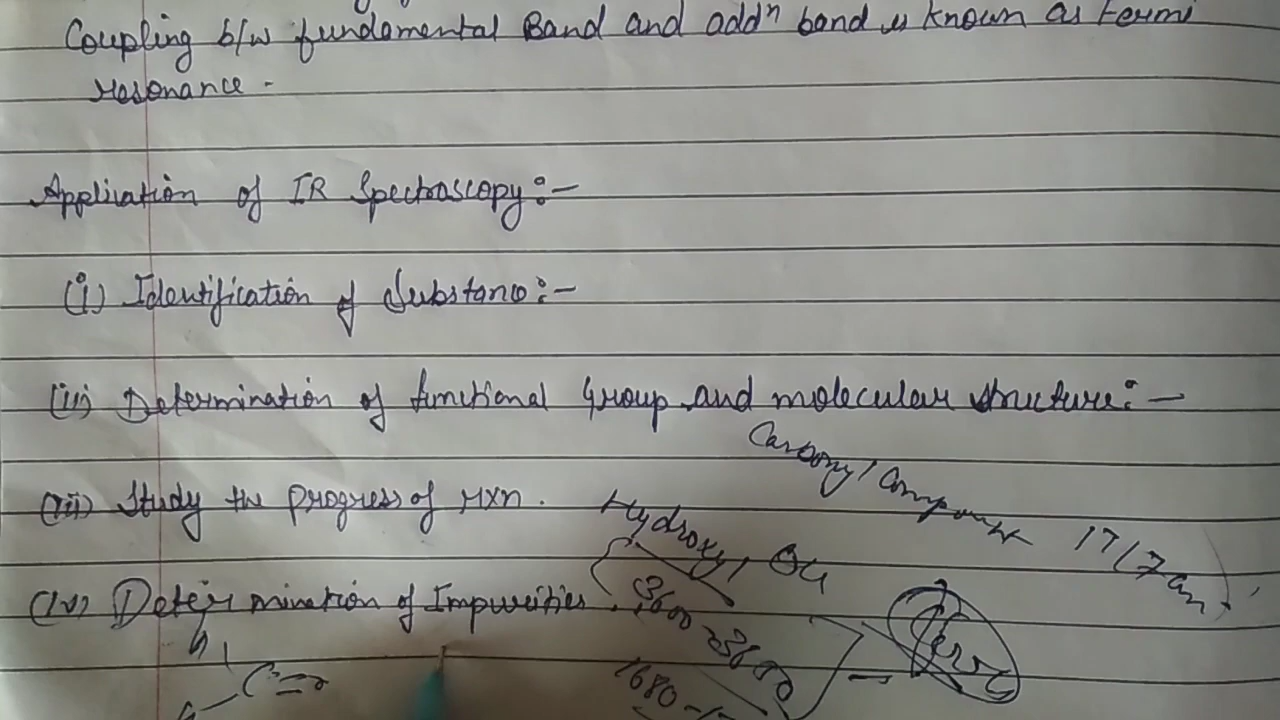 Coupling b/w fundamental Band and addⁿ band is known as Fermi
resonance -
Application of IR Spectroscopy :-
(i) Identification of Substance :-
(ii) Determination of functional Group and molecular structure :-
Carbonyl Compound
(iii) Study the progress of rxn.
Hydroxyl OH
(iv) Determination of Impurities.
3600
1680
C=O